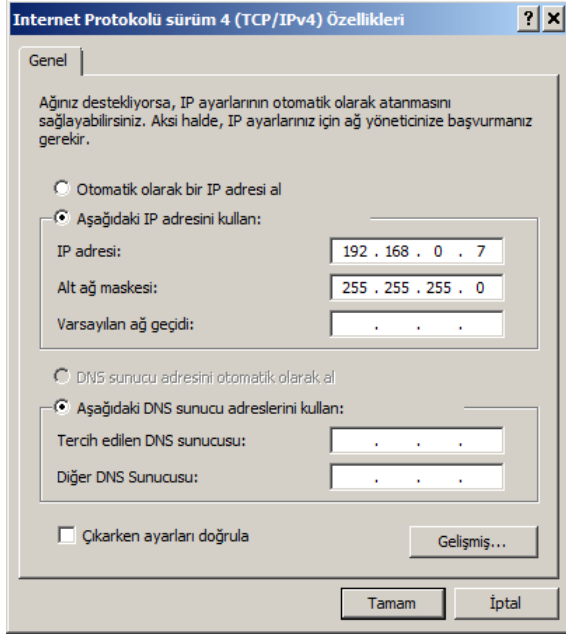 Internet Protokolü sürüm 4 (TCP/IPv4) Özellikleri
Genel
Ağınız destekliyorsa, IP ayarlarının otomatik olarak atanmasını
sağlayabilirsiniz. Aksi halde, IP ayarlarınız için ağ yöneticinize başvurmanız
gerekir.
Otomatik olarak bir IP adresi al
Aşağıdaki IP adresini kullan:
IP adresi: 192 . 168 . 0 . 7
Alt ağ maskesi: 255 . 255 . 255 . 0
Varsayılan ağ geçidi: . . .
DNS sunucu adresini otomatik olarak al
Aşağıdaki DNS sunucu adreslerini kullan:
Tercih edilen DNS sunucusu: . . .
Diğer DNS Sunucusu: . . .
Çıkarken ayarları doğrula
Gelişmiş...
Tamam İptal